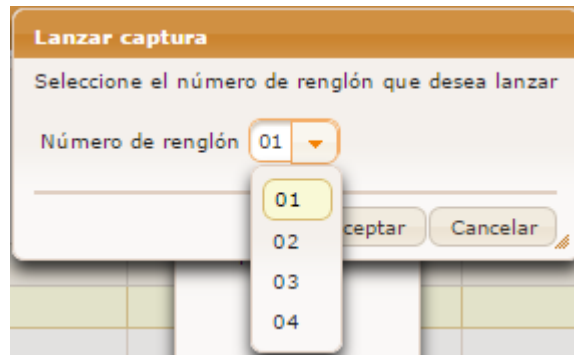 Lanzar captura
Seleccione el número de renglón que desea lanzar
Número de renglón 01
01
02
03
04
ceptar Cancelar